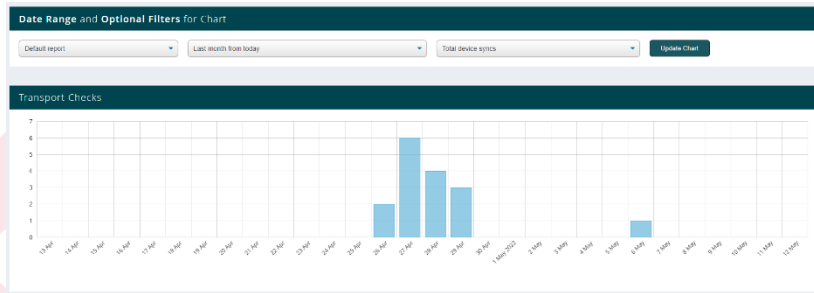 Date Range and Optional Filters for Chart
Default report
Last month from today
Total device syncs
Update Chart
Transport Checks
7
6
5
4
3
2
1
0
13 Apr
14 Apr
15 Apr
16 Apr
17 Apr
18 Apr
19 Apr
20 Apr
21 Apr
22 Apr
23 Apr
24 Apr
25 Apr
26 Apr
27 Apr
28 Apr
29 Apr
30 Apr
1 May 2022
2 May
3 May
4 May
5 May
6 May
7 May
8 May
9 May
10 May
11 May
12 May